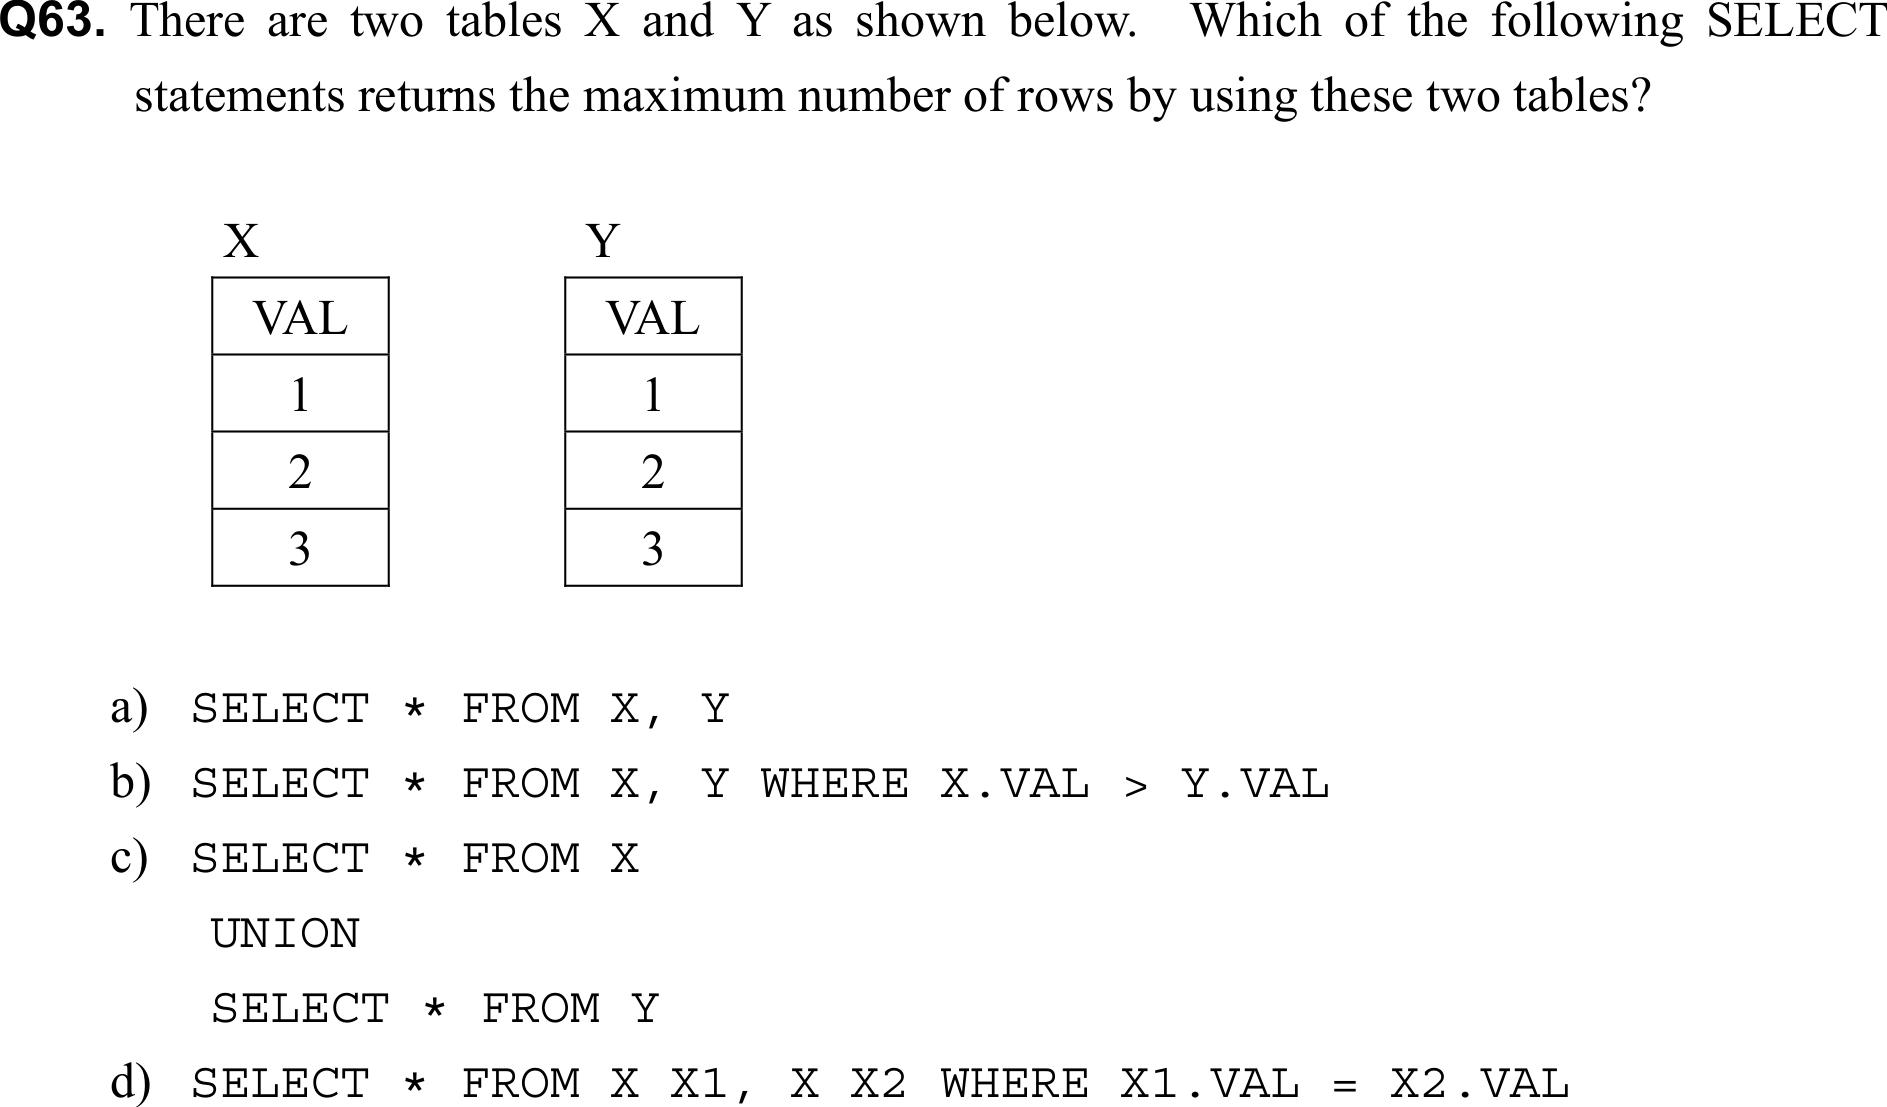 Q63. There are two tables X and Y as shown below. Which of the following SELECT
statements returns the maximum number of rows by using these two tables?
X Y
VAL VAL
1 1
2 2
3 3
a) SELECT * FROM X, Y
b) SELECT * FROM X, Y WHERE X.VAL > Y.VAL
c) SELECT * FROM X
UNION
SELECT * FROM Y
d) SELECT * FROM X X1, X X2 WHERE X1.VAL = X2.VAL